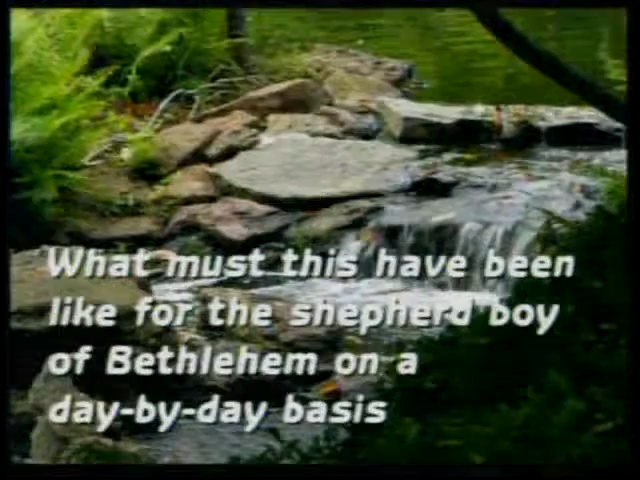 What must this have been
like for the shepherd boy
of Bethlehem on a
day-by-day basis